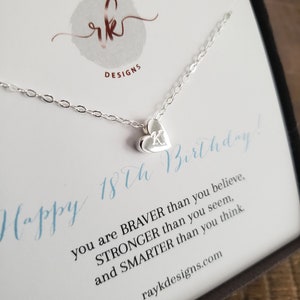 rk
DESIGNS
K
Happy 18th Birthday!
you are BRAVER than you believe,
STRONGER than you seem,
and SMARTER than you think
raykdesigns.com